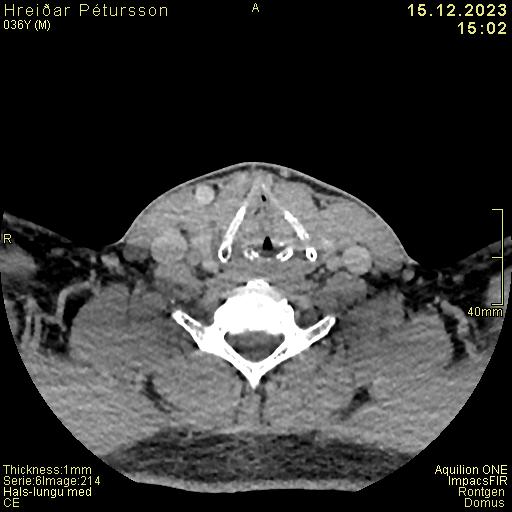 Hreiðar Pétursson
036Y (M)
A
15.12.2023
15:02
R
40mm
Thickness:1mm
Serie:6Image:214
Hals-lungu med
CE
Aquilion ONE
ImpacsFIR
Rontgen
Domus